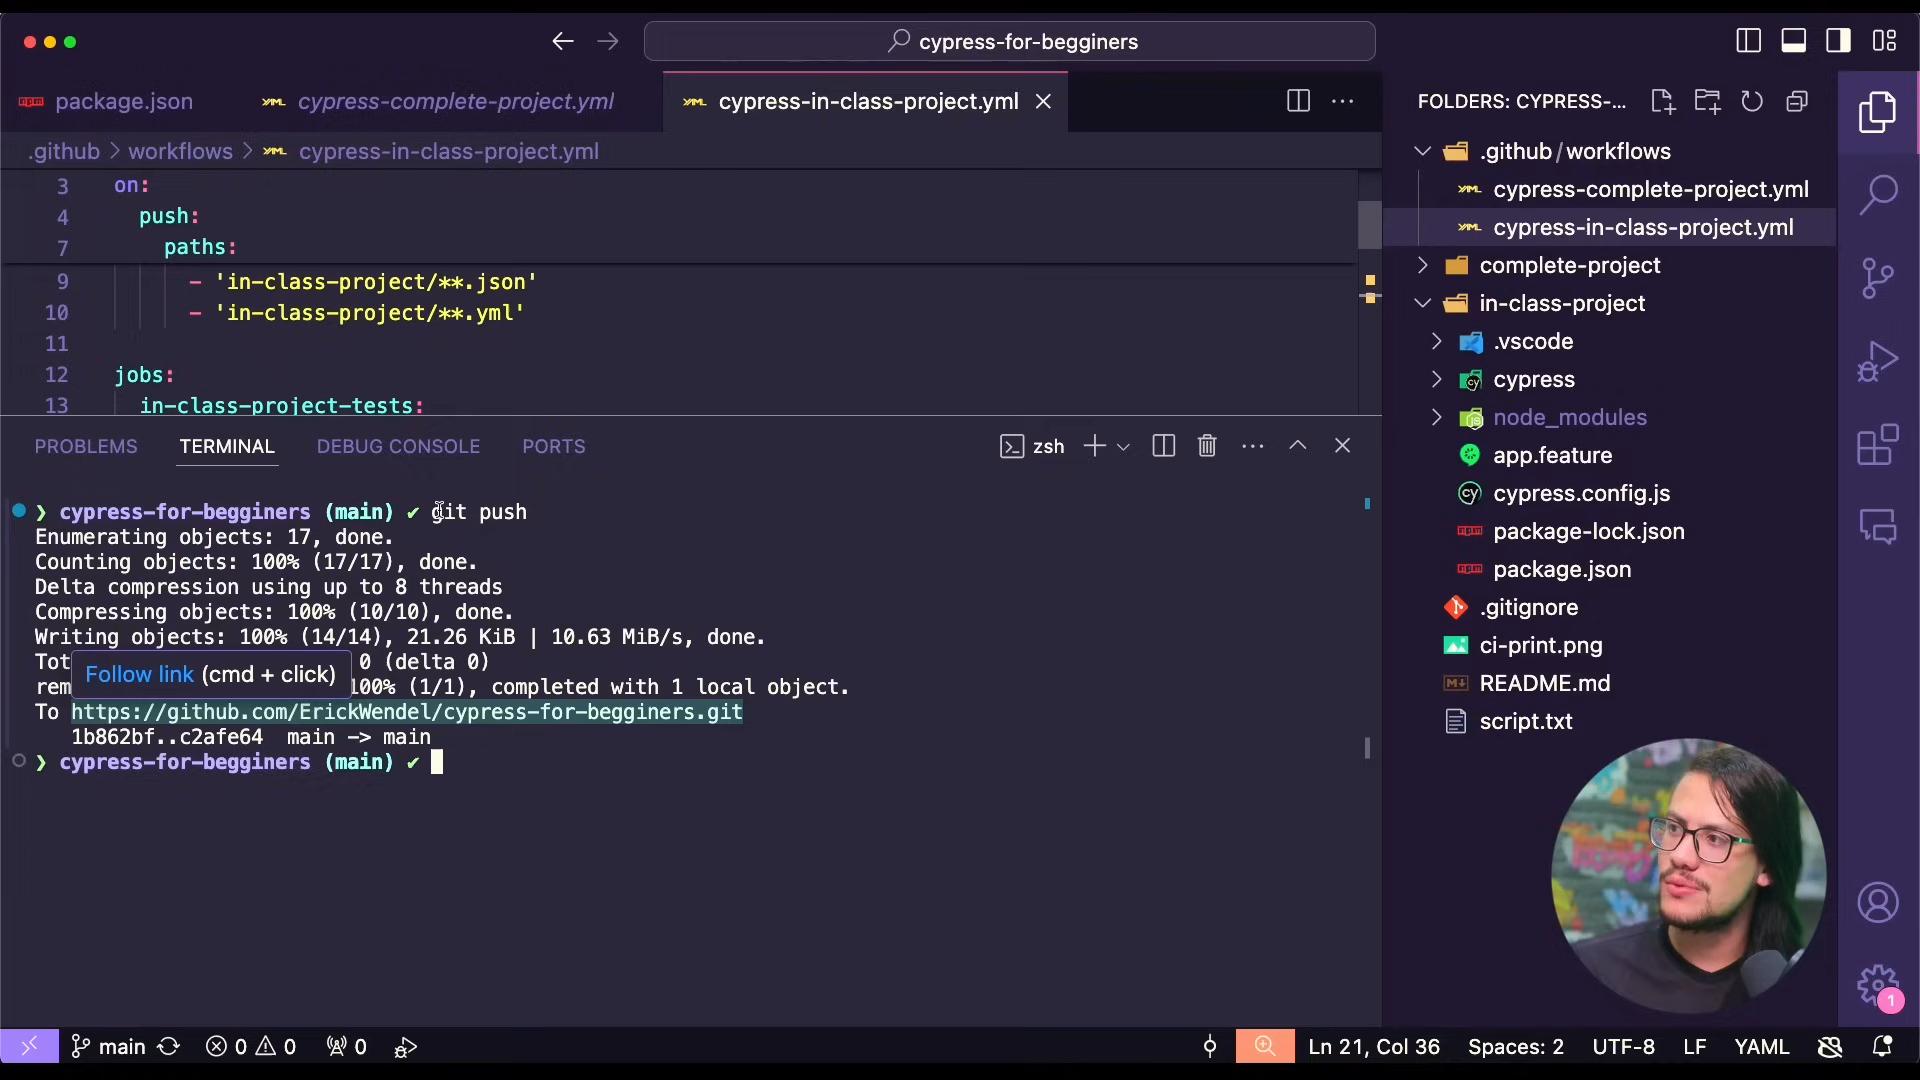 cypress-for-begginers
package.json
cypress-complete-project.yml
cypress-in-class-project.yml
.github > workflows > cypress-in-class-project.yml
3 on:
4 push:
7 paths:
9 - 'in-class-project/**.json'
10 - 'in-class-project/**.yml'
11
12 jobs:
13 in-class-project-tests:
PROBLEMS TERMINAL DEBUG CONSOLE PORTS
zsh
❯ cypress-for-begginers (main) ✔ git push
Enumerating objects: 17, done.
Counting objects: 100% (17/17), done.
Delta compression using up to 8 threads
Compressing objects: 100% (10/10), done.
Writing objects: 100% (14/14), 21.26 KiB | 10.63 MiB/s, done.
Tot 0 (delta 0)
Follow link (cmd + click)
rem 100% (1/1), completed with 1 local object.
To https://github.com/ErickWendel/cypress-for-begginers.git
1b862bf..c2afe64 main -> main
❯ cypress-for-begginers (main) ✔
FOLDERS: CYPRESS-...
.github/workflows
cypress-complete-project.yml
cypress-in-class-project.yml
complete-project
in-class-project
.vscode
cypress
node_modules
app.feature
cypress.config.js
package-lock.json
package.json
.gitignore
ci-print.png
README.md
script.txt
1
main 0 0 0
Ln 21, Col 36 Spaces: 2 UTF-8 LF YAML